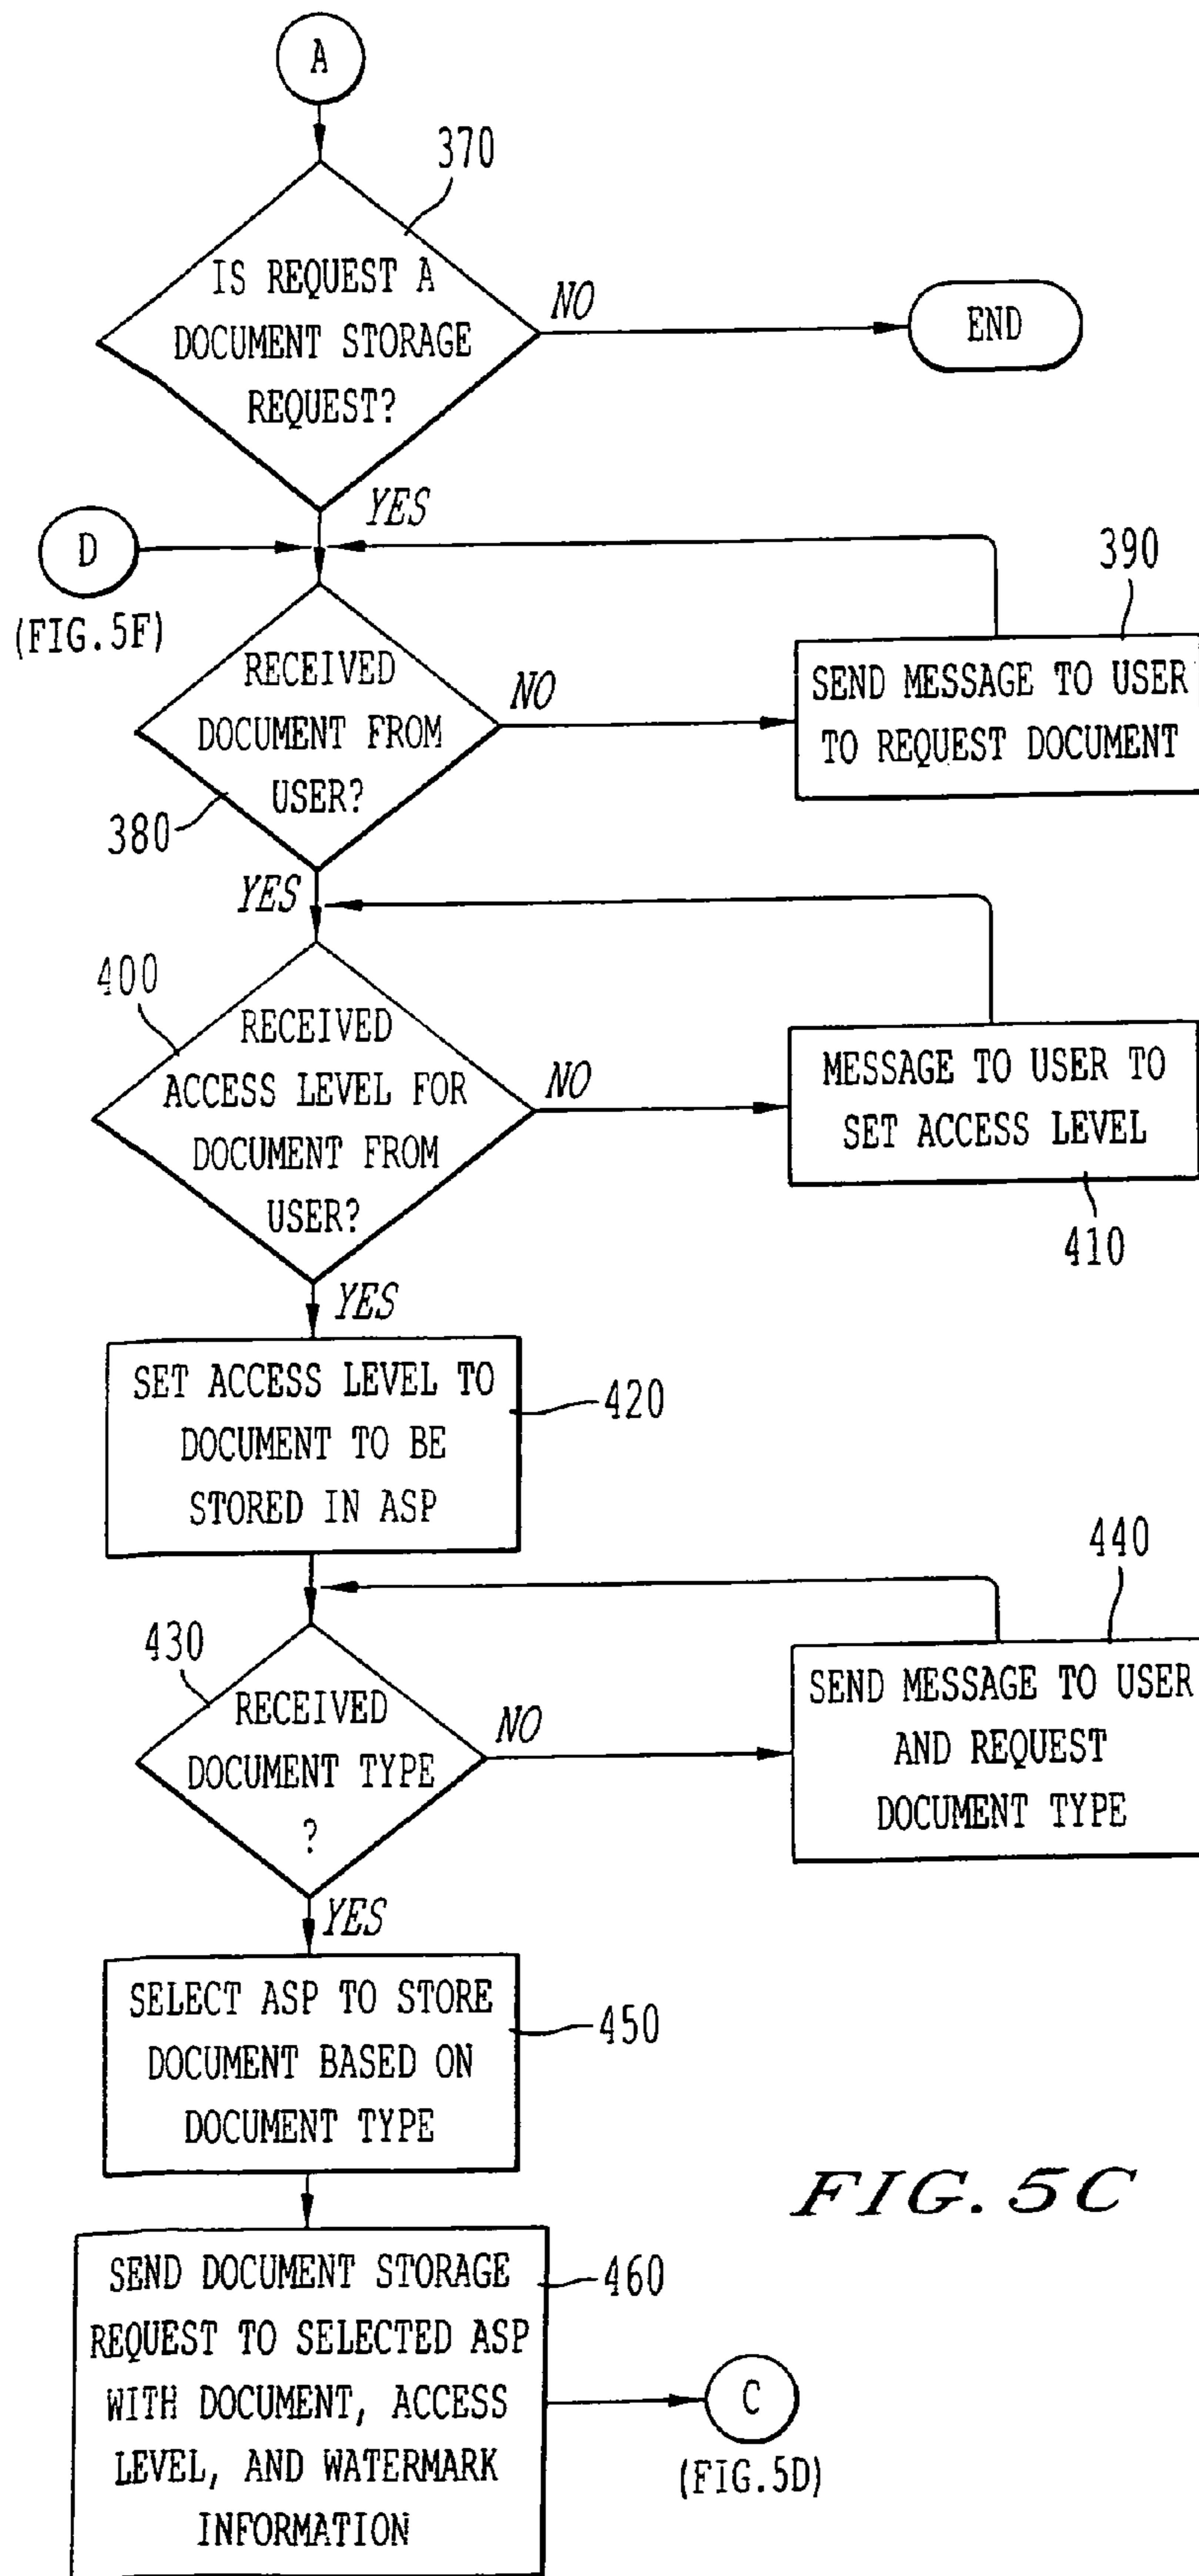 A
370
IS REQUEST A
DOCUMENT STORAGE
REQUEST?
NO
END
YES
D
(FIG.5F)
390
RECEIVED
DOCUMENT FROM
USER?
NO
SEND MESSAGE TO USER
TO REQUEST DOCUMENT
380
YES
400
RECEIVED
ACCESS LEVEL FOR
DOCUMENT FROM
USER?
NO
MESSAGE TO USER TO
SET ACCESS LEVEL
410
YES
SET ACCESS LEVEL TO
DOCUMENT TO BE
STORED IN ASP
420
440
430
RECEIVED
DOCUMENT TYPE
?
NO
SEND MESSAGE TO USER
AND REQUEST
DOCUMENT TYPE
YES
SELECT ASP TO STORE
DOCUMENT BASED ON
DOCUMENT TYPE
450
FIG. 5C
SEND DOCUMENT STORAGE
REQUEST TO SELECTED ASP
WITH DOCUMENT, ACCESS
LEVEL, AND WATERMARK
INFORMATION
460
C
(FIG.5D)